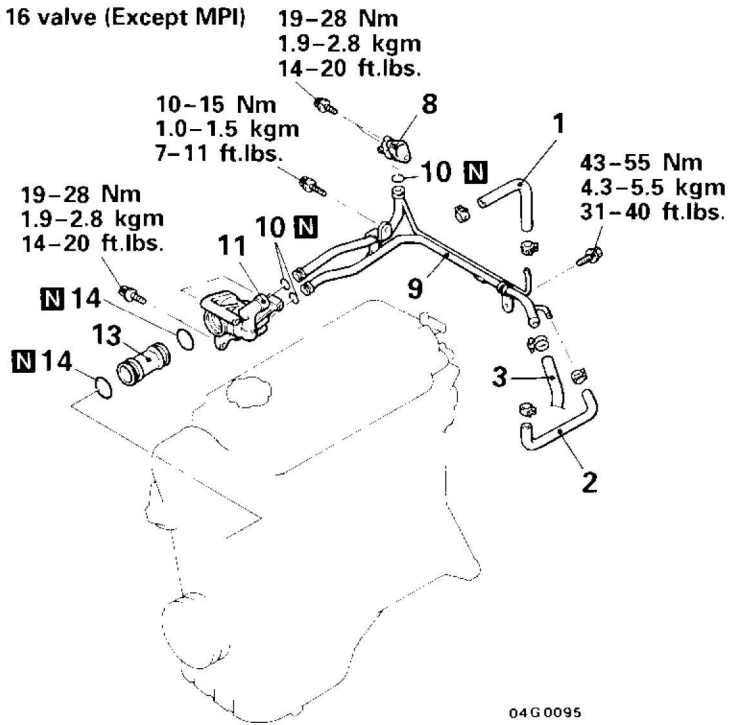 16 valve (Except MPI)
19–28 Nm
1.9–2.8 kgm
14–20 ft.lbs.
8
10–15 Nm
1.0–1.5 kgm
7–11 ft.lbs.
1
10 N
43–55 Nm
4.3–5.5 kgm
31–40 ft.lbs.
19–28 Nm
1.9–2.8 kgm
14–20 ft.lbs.
10 N
11
9
N 14
13
N 14
3
2
04G0095